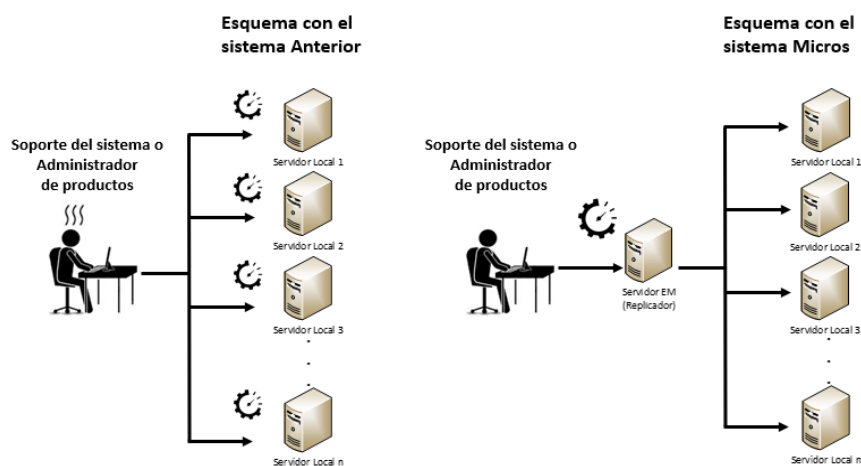 Esquema con el
sistema Anterior
Soporte del sistema o
Administrador
de productos
Servidor Local 1
Servidor Local 2
Servidor Local 3
Servidor Local n
Esquema con el
sistema Micros
Soporte del sistema o
Administrador
de productos
Servidor EM
(Replicador)
Servidor Local 1
Servidor Local 2
Servidor Local 3
Servidor Local n